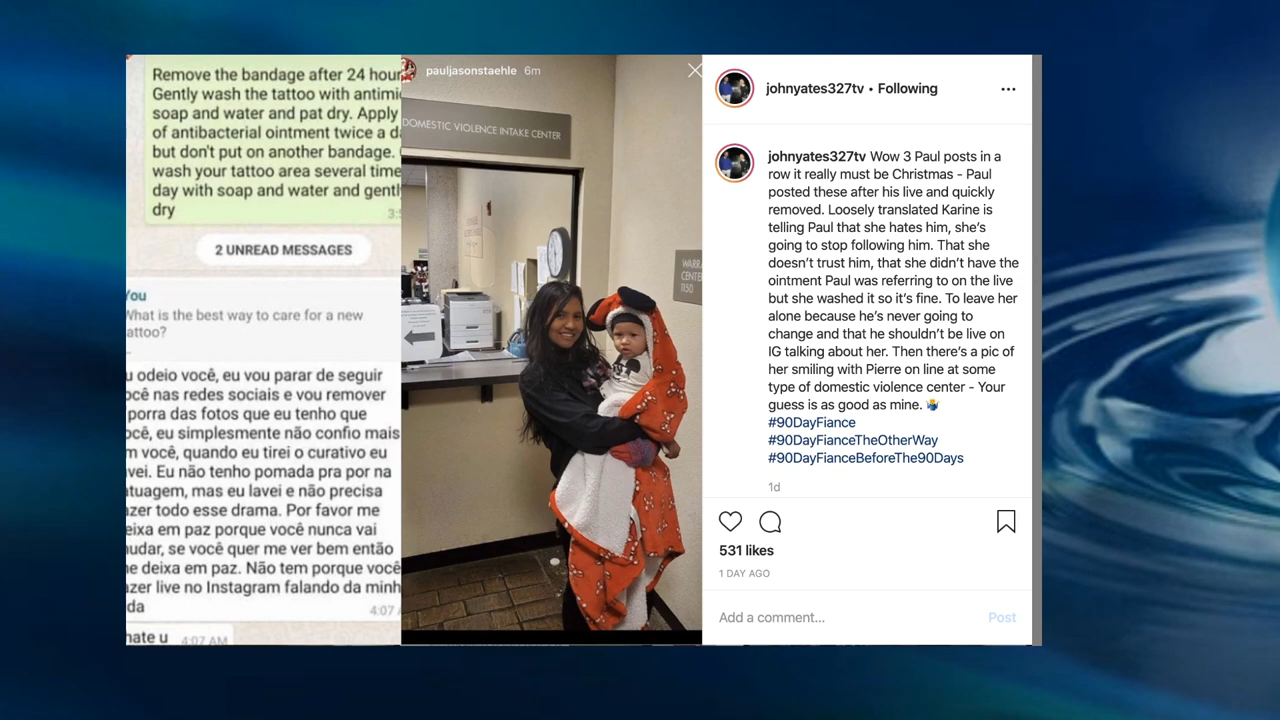 Remove the bandage after 24 hour
Gently wash the tattoo with antimic
soap and water and pat dry. Apply
of antibacterial ointment twice a da
but don't put on another bandage.
wash your tattoo area several time
day with soap and water and gentl
dry
2 UNREAD MESSAGES
You
What is the best way to care for a new
attoo?
u odeio você, eu vou parar de seguir
ocê nas redes sociais e vou remover
porra das fotos que eu tenho que
ocê, eu simplesmente não confio mais
m você, quando eu tirei o curativo eu
avei. Eu não tenho pomada pra por na
atuagem, mas eu lavei e não precisa
azer todo esse drama. Por favor me
eixa em paz porque você nunca vai
nudar, se você quer me ver bem então
ne deixa em paz. Não tem porque você
azer live no Instagram falando da minh
da
4:07
hate u 4:07 AM
pauljasonstaehle 6m
DOMESTIC VIOLENCE INTAKE CENTER
WARR
CENTE
1150
johnyates327tv • Following
johnyates327tv Wow 3 Paul posts in a
row it really must be Christmas - Paul
posted these after his live and quickly
removed. Loosely translated Karine is
telling Paul that she hates him, she's
going to stop following him. That she
doesn't trust him, that she didn't have the
ointment Paul was referring to on the live
but she washed it so it's fine. To leave her
alone because he's never going to
change and that he shouldn't be live on
IG talking about her. Then there's a pic of
her smiling with Pierre on line at some
type of domestic violence center - Your
guess is as good as mine. 🤷‍♂️
#90DayFiance
#90DayFianceTheOtherWay
#90DayFianceBeforeThe90Days
1d
531 likes
1 DAY AGO
Add a comment... Post